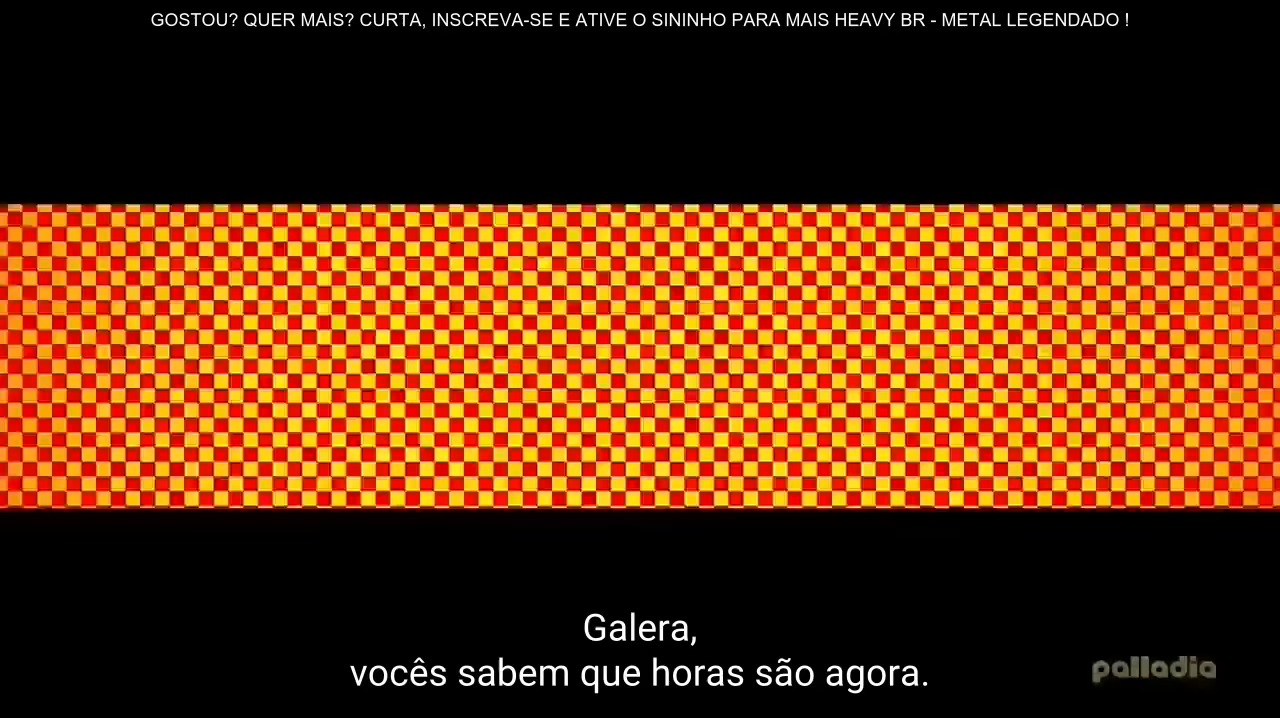 GOSTOU? QUER MAIS? CURTA, INSCREVA-SE E ATIVE O SININHO PARA MAIS HEAVY BR - METAL LEGENDADO !
Galera,
vocês sabem que horas são agora.
palladia